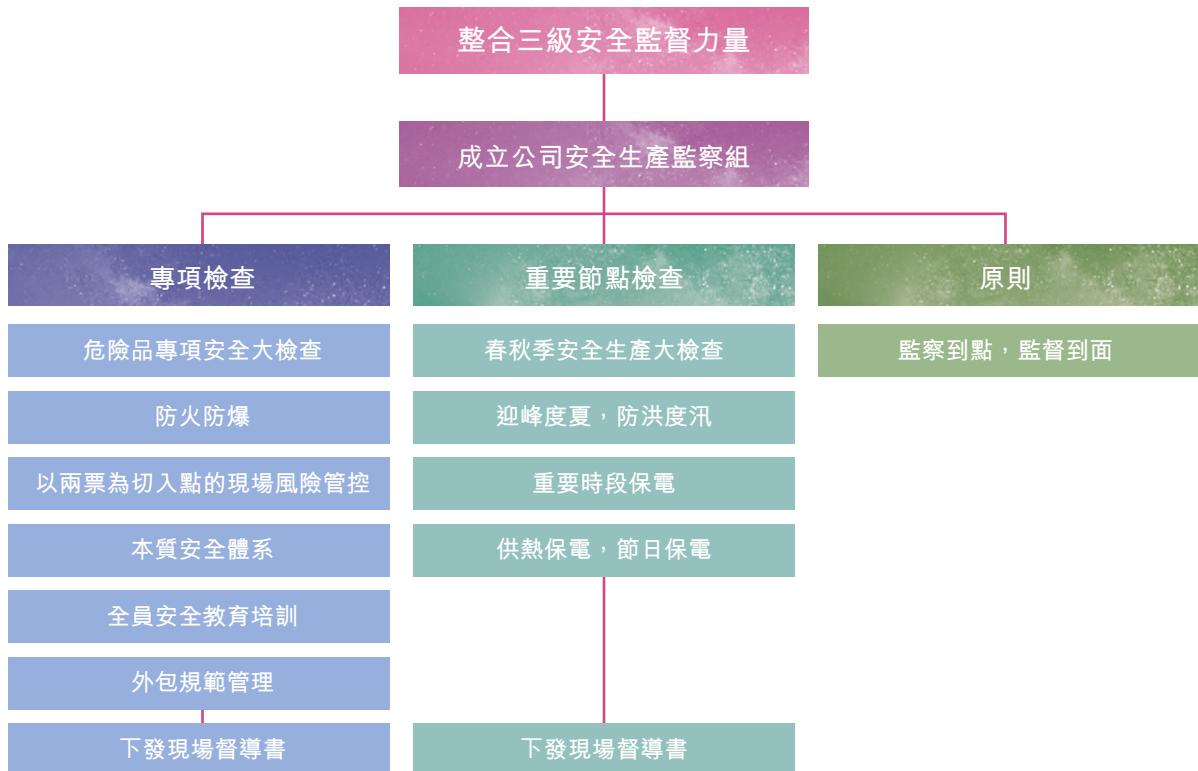 整合三級安全監督力量
成立公司安全生產監察組
專項檢查
危險品專項安全大檢查
防火防爆
以兩票為切入點的現場風險管控
本質安全體系
全員安全教育培訓
外包規範管理
下發現場督導書
重要節點檢查
春秋季安全生產大檢查
迎峰度夏，防洪度汛
重要時段保電
供熱保電，節日保電
下發現場督導書
原則
監察到點，監督到面